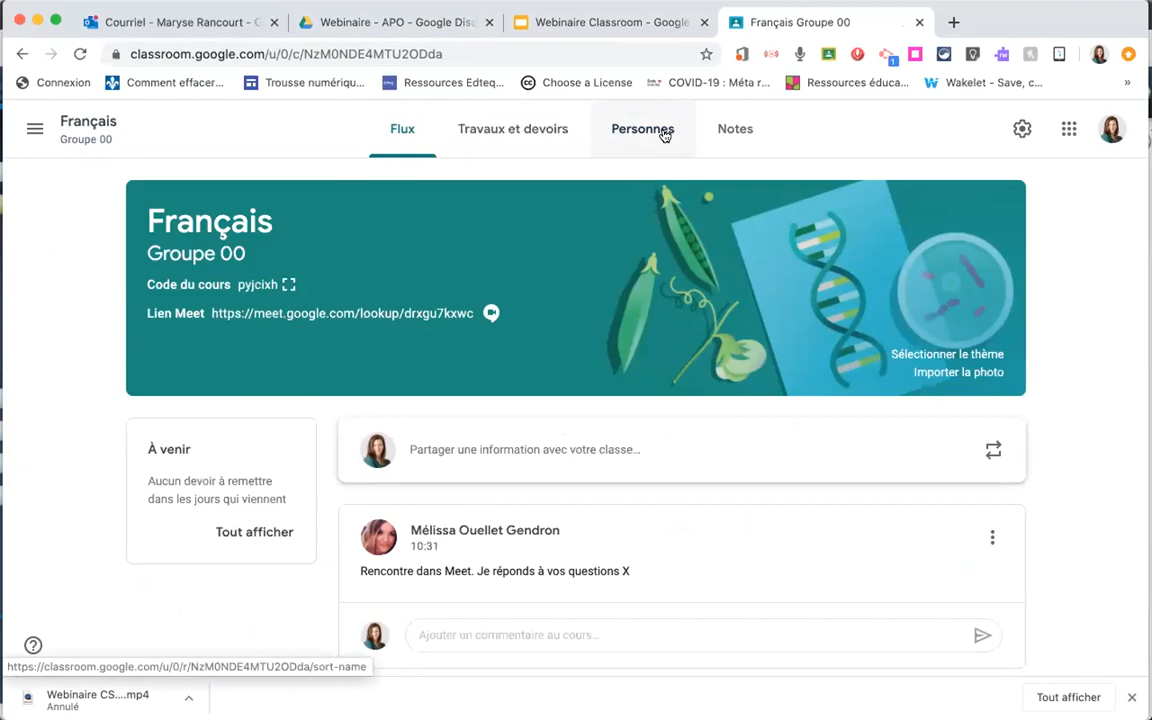 Courriel - Maryse Rancourt - O
Webinaire - APO - Google Disc
Webinaire Classroom - Google
Français Groupe 00
classroom.google.com/u/0/c/NzM0NDE4MTU2ODda
1
Connexion
Comment effacer...
Trousse numériqu...
Ressources Edteq...
Choose a License
COVID-19 : Méta r...
Ressources éduca...
Wakelet - Save, c...
»
Français
Groupe 00
Flux
Travaux et devoirs
Personnes
Notes
Français
Groupe 00
Code du cours pyjcixh
Lien Meet https://meet.google.com/lookup/drxgu7kxwc
Sélectionner le thème
Importer la photo
À venir
Aucun devoir à remettre
dans les jours qui viennent
Tout afficher
Partager une information avec votre classe...
Mélissa Ouellet Gendron
10:31
Rencontre dans Meet. Je réponds à vos questions X
Ajouter un commentaire au cours...
https://classroom.google.com/u/0/r/NzM0NDE4MTU2ODda/sort-name
Webinaire CS....mp4
Annulé
Tout afficher